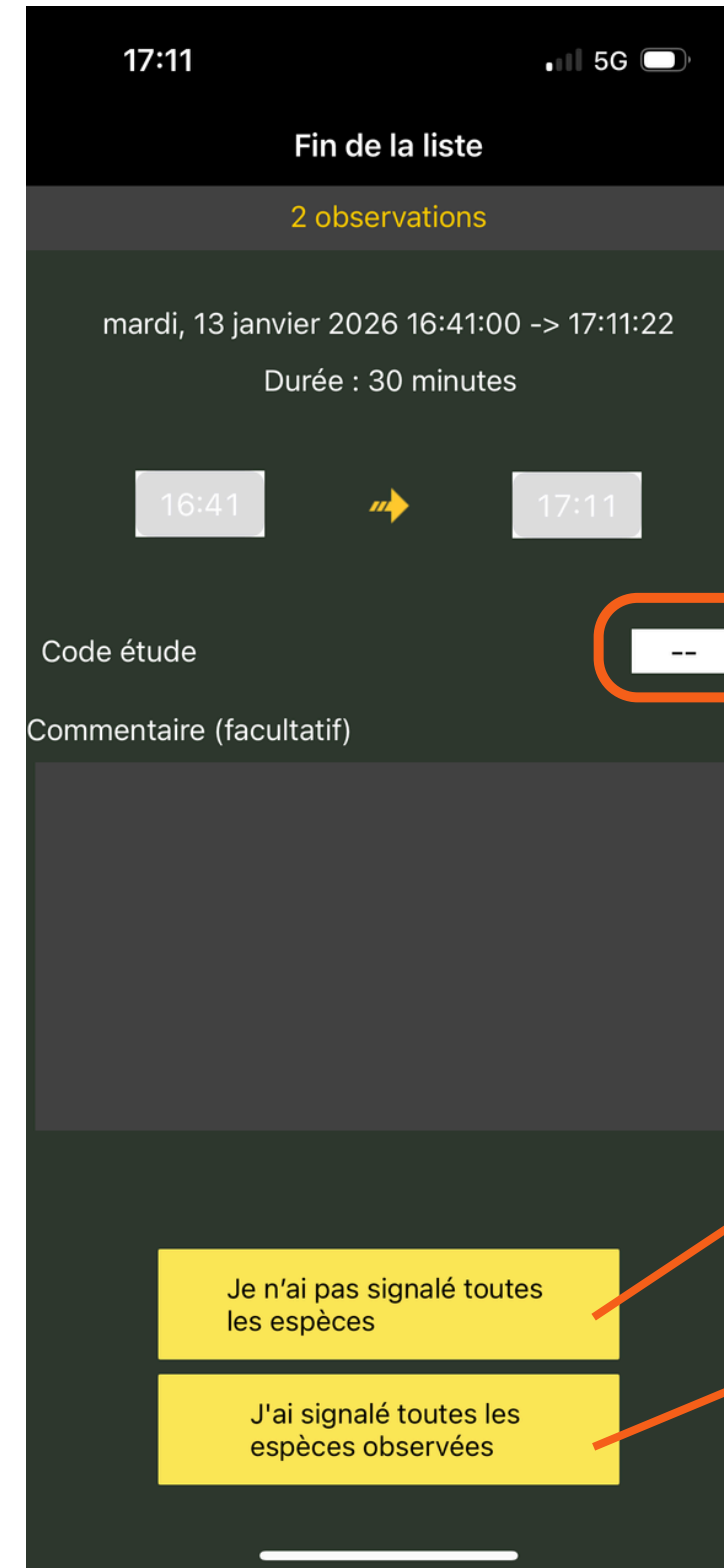 17:11 5G
Fin de la liste
2 observations
mardi, 13 janvier 2026 16:41:00 -> 17:11:22
Durée : 30 minutes
16:41 17:11
Code étude --
Commentaire (facultatif)
Je n’ai pas signalé toutes
les espèces
J'ai signalé toutes les
espèces observées